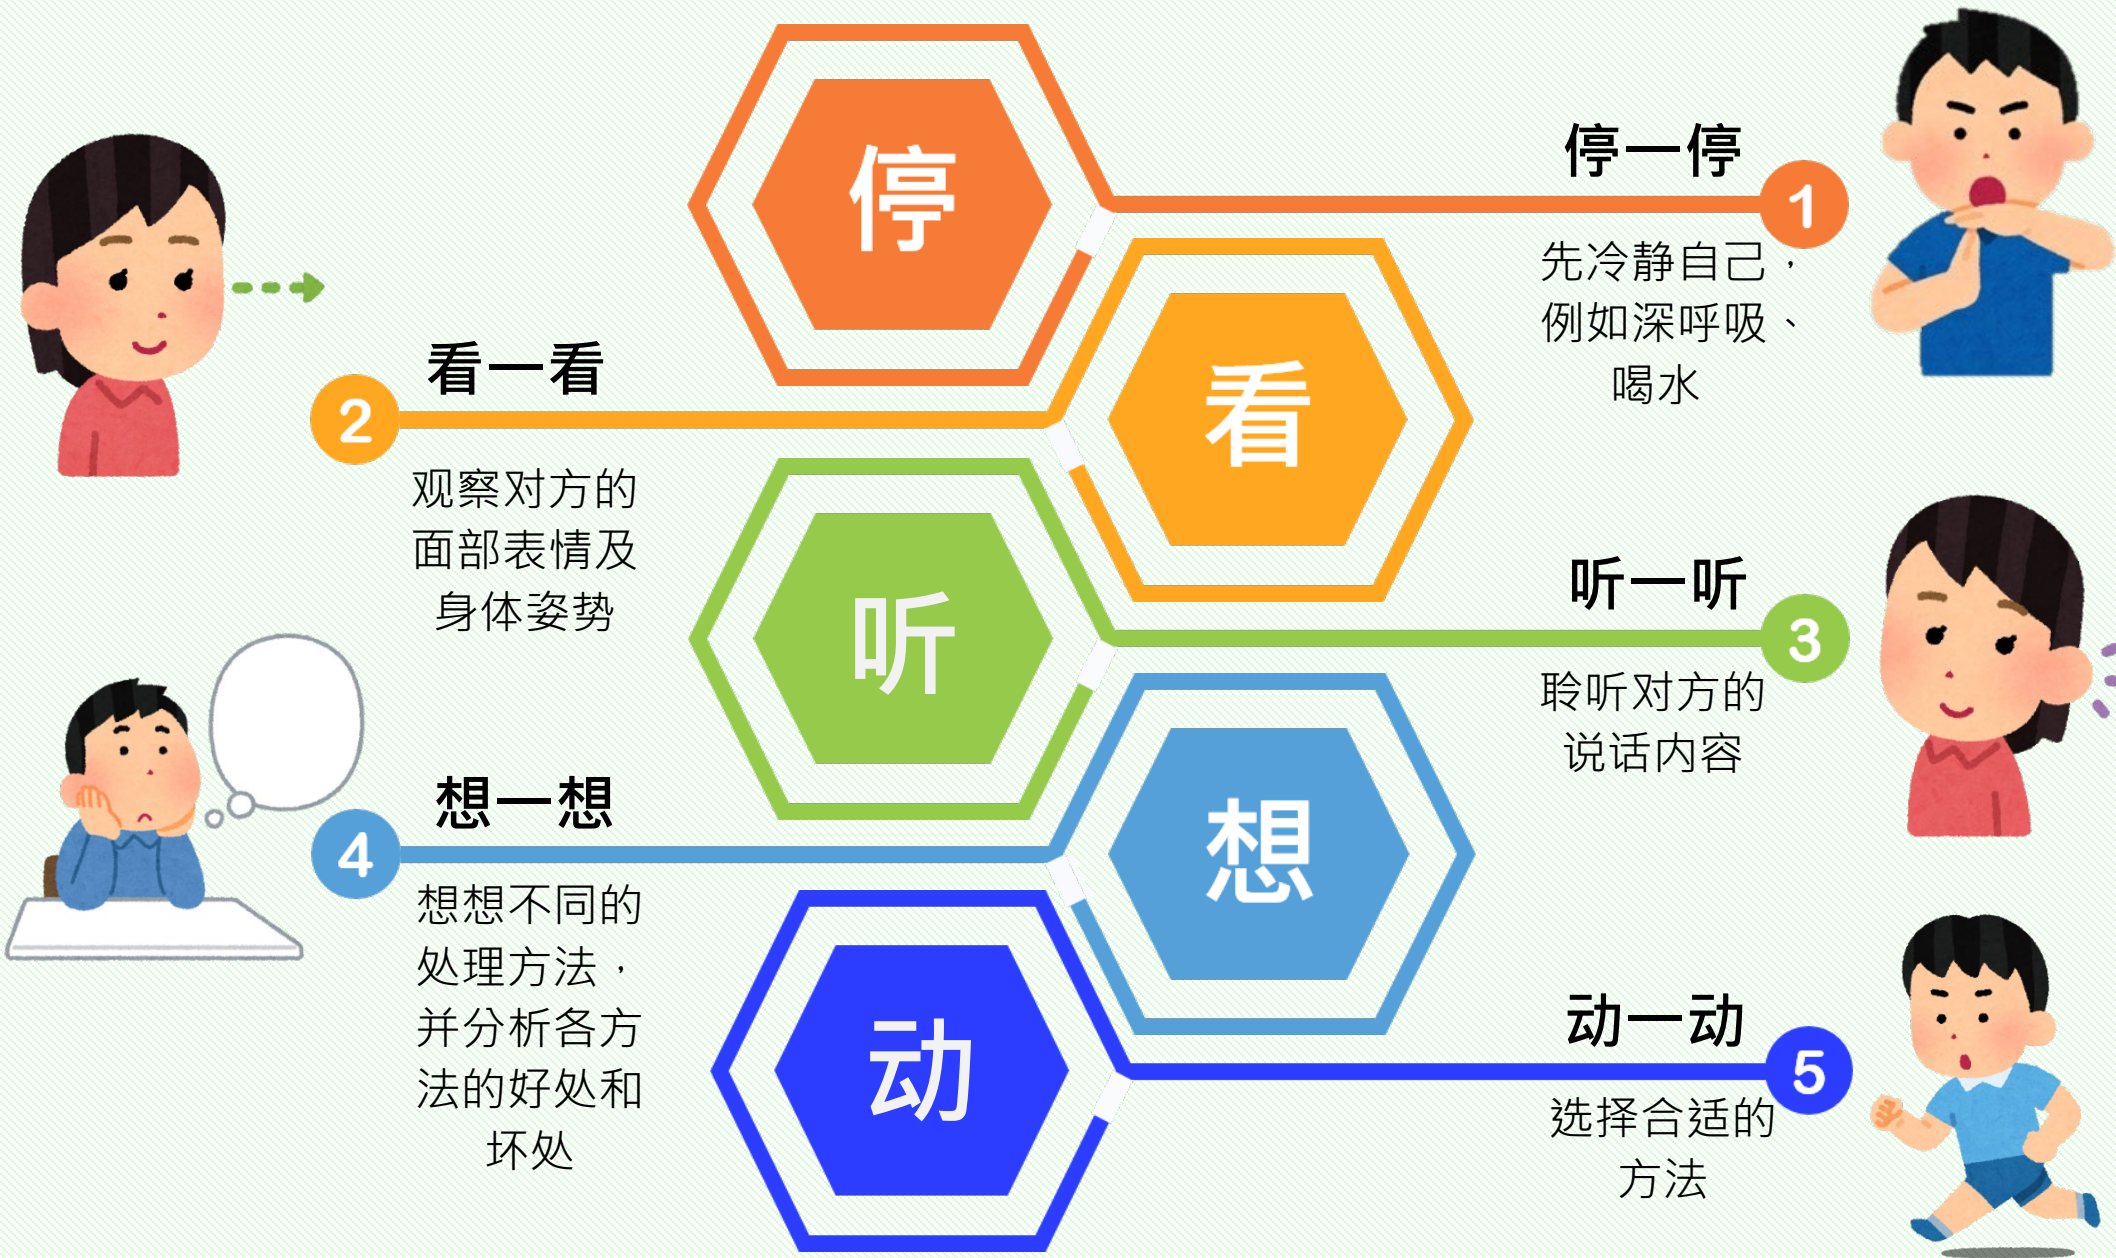 停
停一停
1
先冷静自己，
例如深呼吸、
喝水
看
看一看
2
观察对方的
面部表情及
身体姿势
听
听一听
3
聆听对方的
说话内容
想
想一想
4
想想不同的
处理方法，
并分析各方
法的好处和
坏处
动
动一动
5
选择合适的
方法